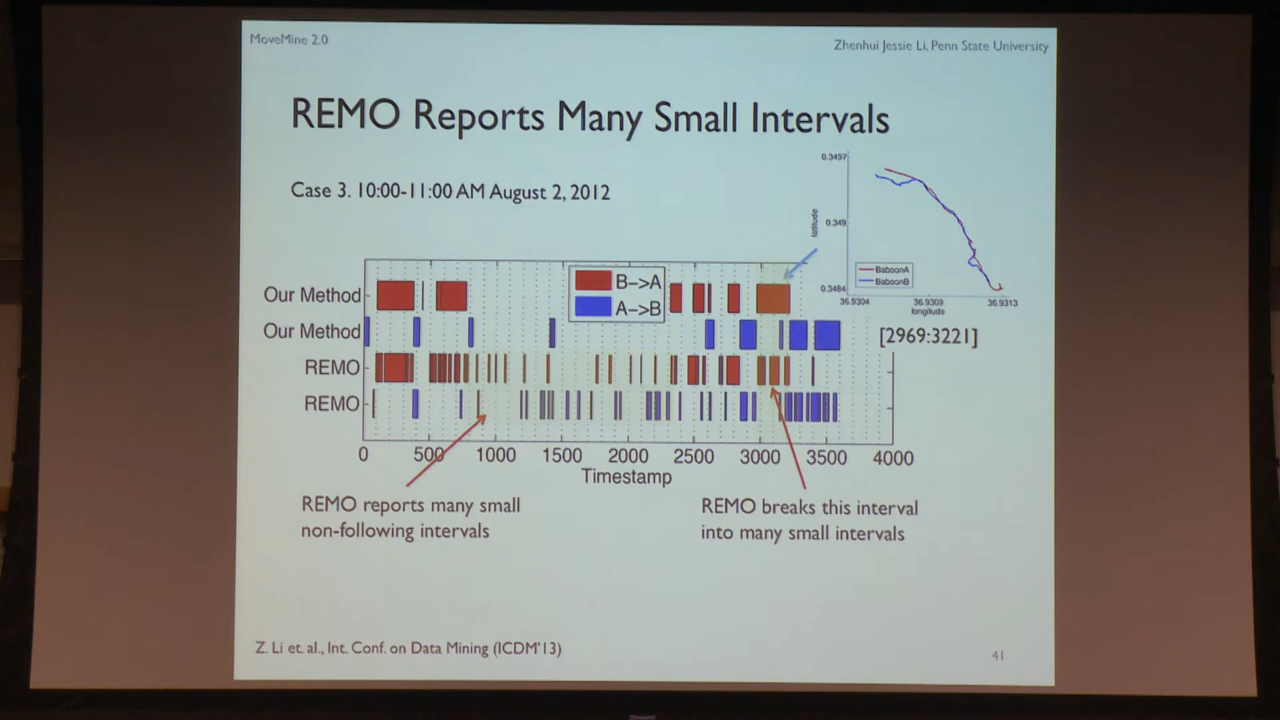 MoveMine 2.0
Zhenhui Jessie Li, Penn State University
REMO Reports Many Small Intervals
Case 3. 10:00-11:00 AM August 2, 2012
0.3497
0.349
0.3484
latitude
BaboonA
BaboonB
36.9304
36.9309
36.9313
longitude
[2969:3221]
B->A
A->B
Our Method
Our Method
REMO
REMO
0
500
1000
1500
2000
2500
3000
3500
4000
Timestamp
REMO reports many small
non-following intervals
REMO breaks this interval
into many small intervals
Z. Li et. al., Int. Conf. on Data Mining (ICDM'13)
41